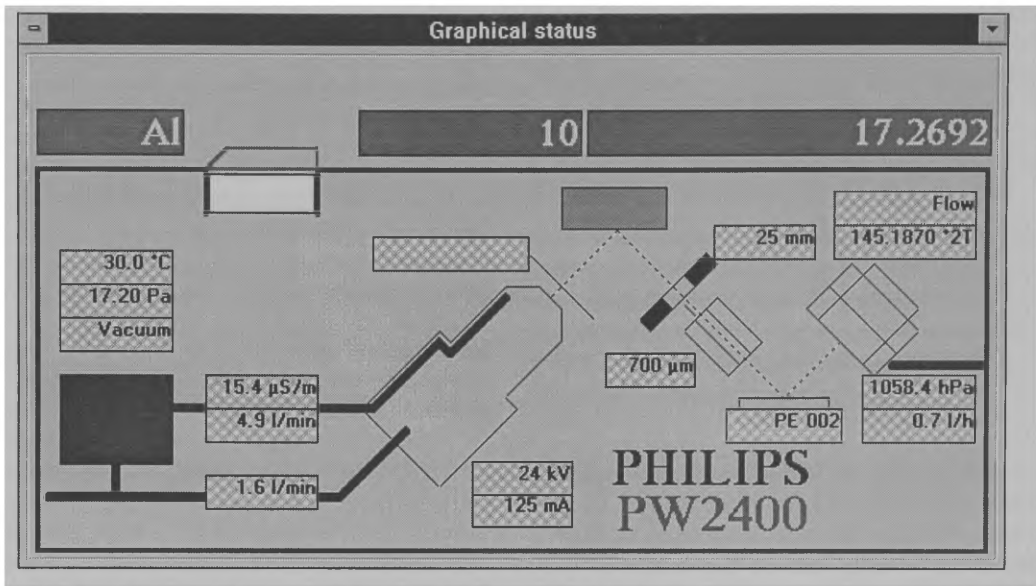 Graphical status
Al
10
17.2692
Flow
25 mm
145.1870 °2T
30.0 °C
17.20 Pa
Vacuum
700 µm
15.4 µS/m
4.9 l/min
1058.4 hPa
PE 002
0.7 l/h
1.6 l/min
24 kV
125 mA
PHILIPS
PW2400